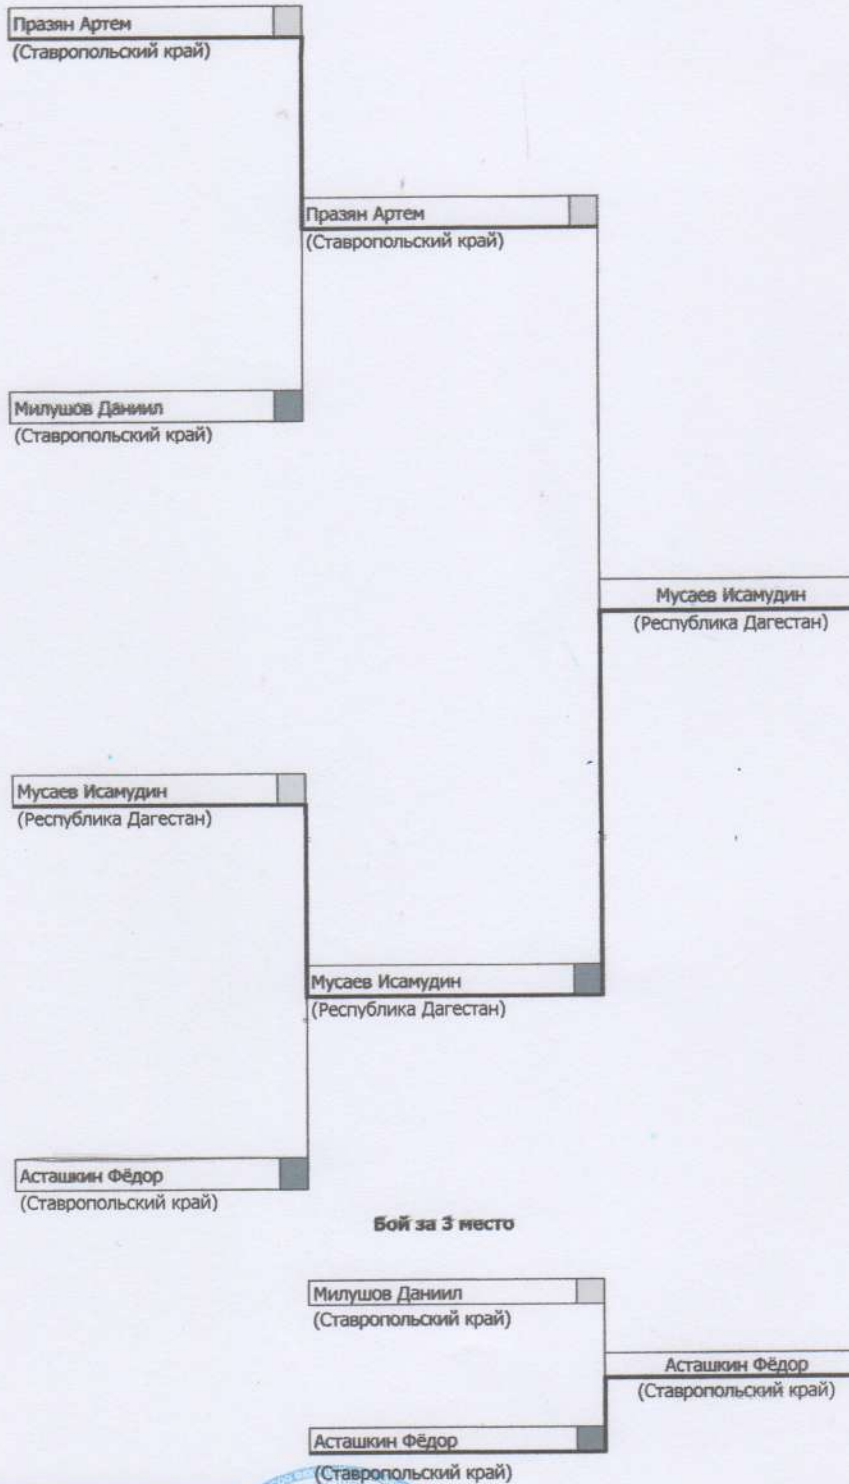 Празян Артем
(Ставропольский край)
Празян Артем
(Ставропольский край)
Милушов Даниил
(Ставропольский край)
Мусаев Исамудин
(Республика Дагестан)
Мусаев Исамудин
(Республика Дагестан)
Мусаев Исамудин
(Республика Дагестан)
Асташкин Фёдор
(Ставропольский край)
Бой за 3 место
Милушов Даниил
(Ставропольский край)
Асташкин Фёдор
(Ставропольский край)
Асташкин Фёдор
(Ставропольский край)